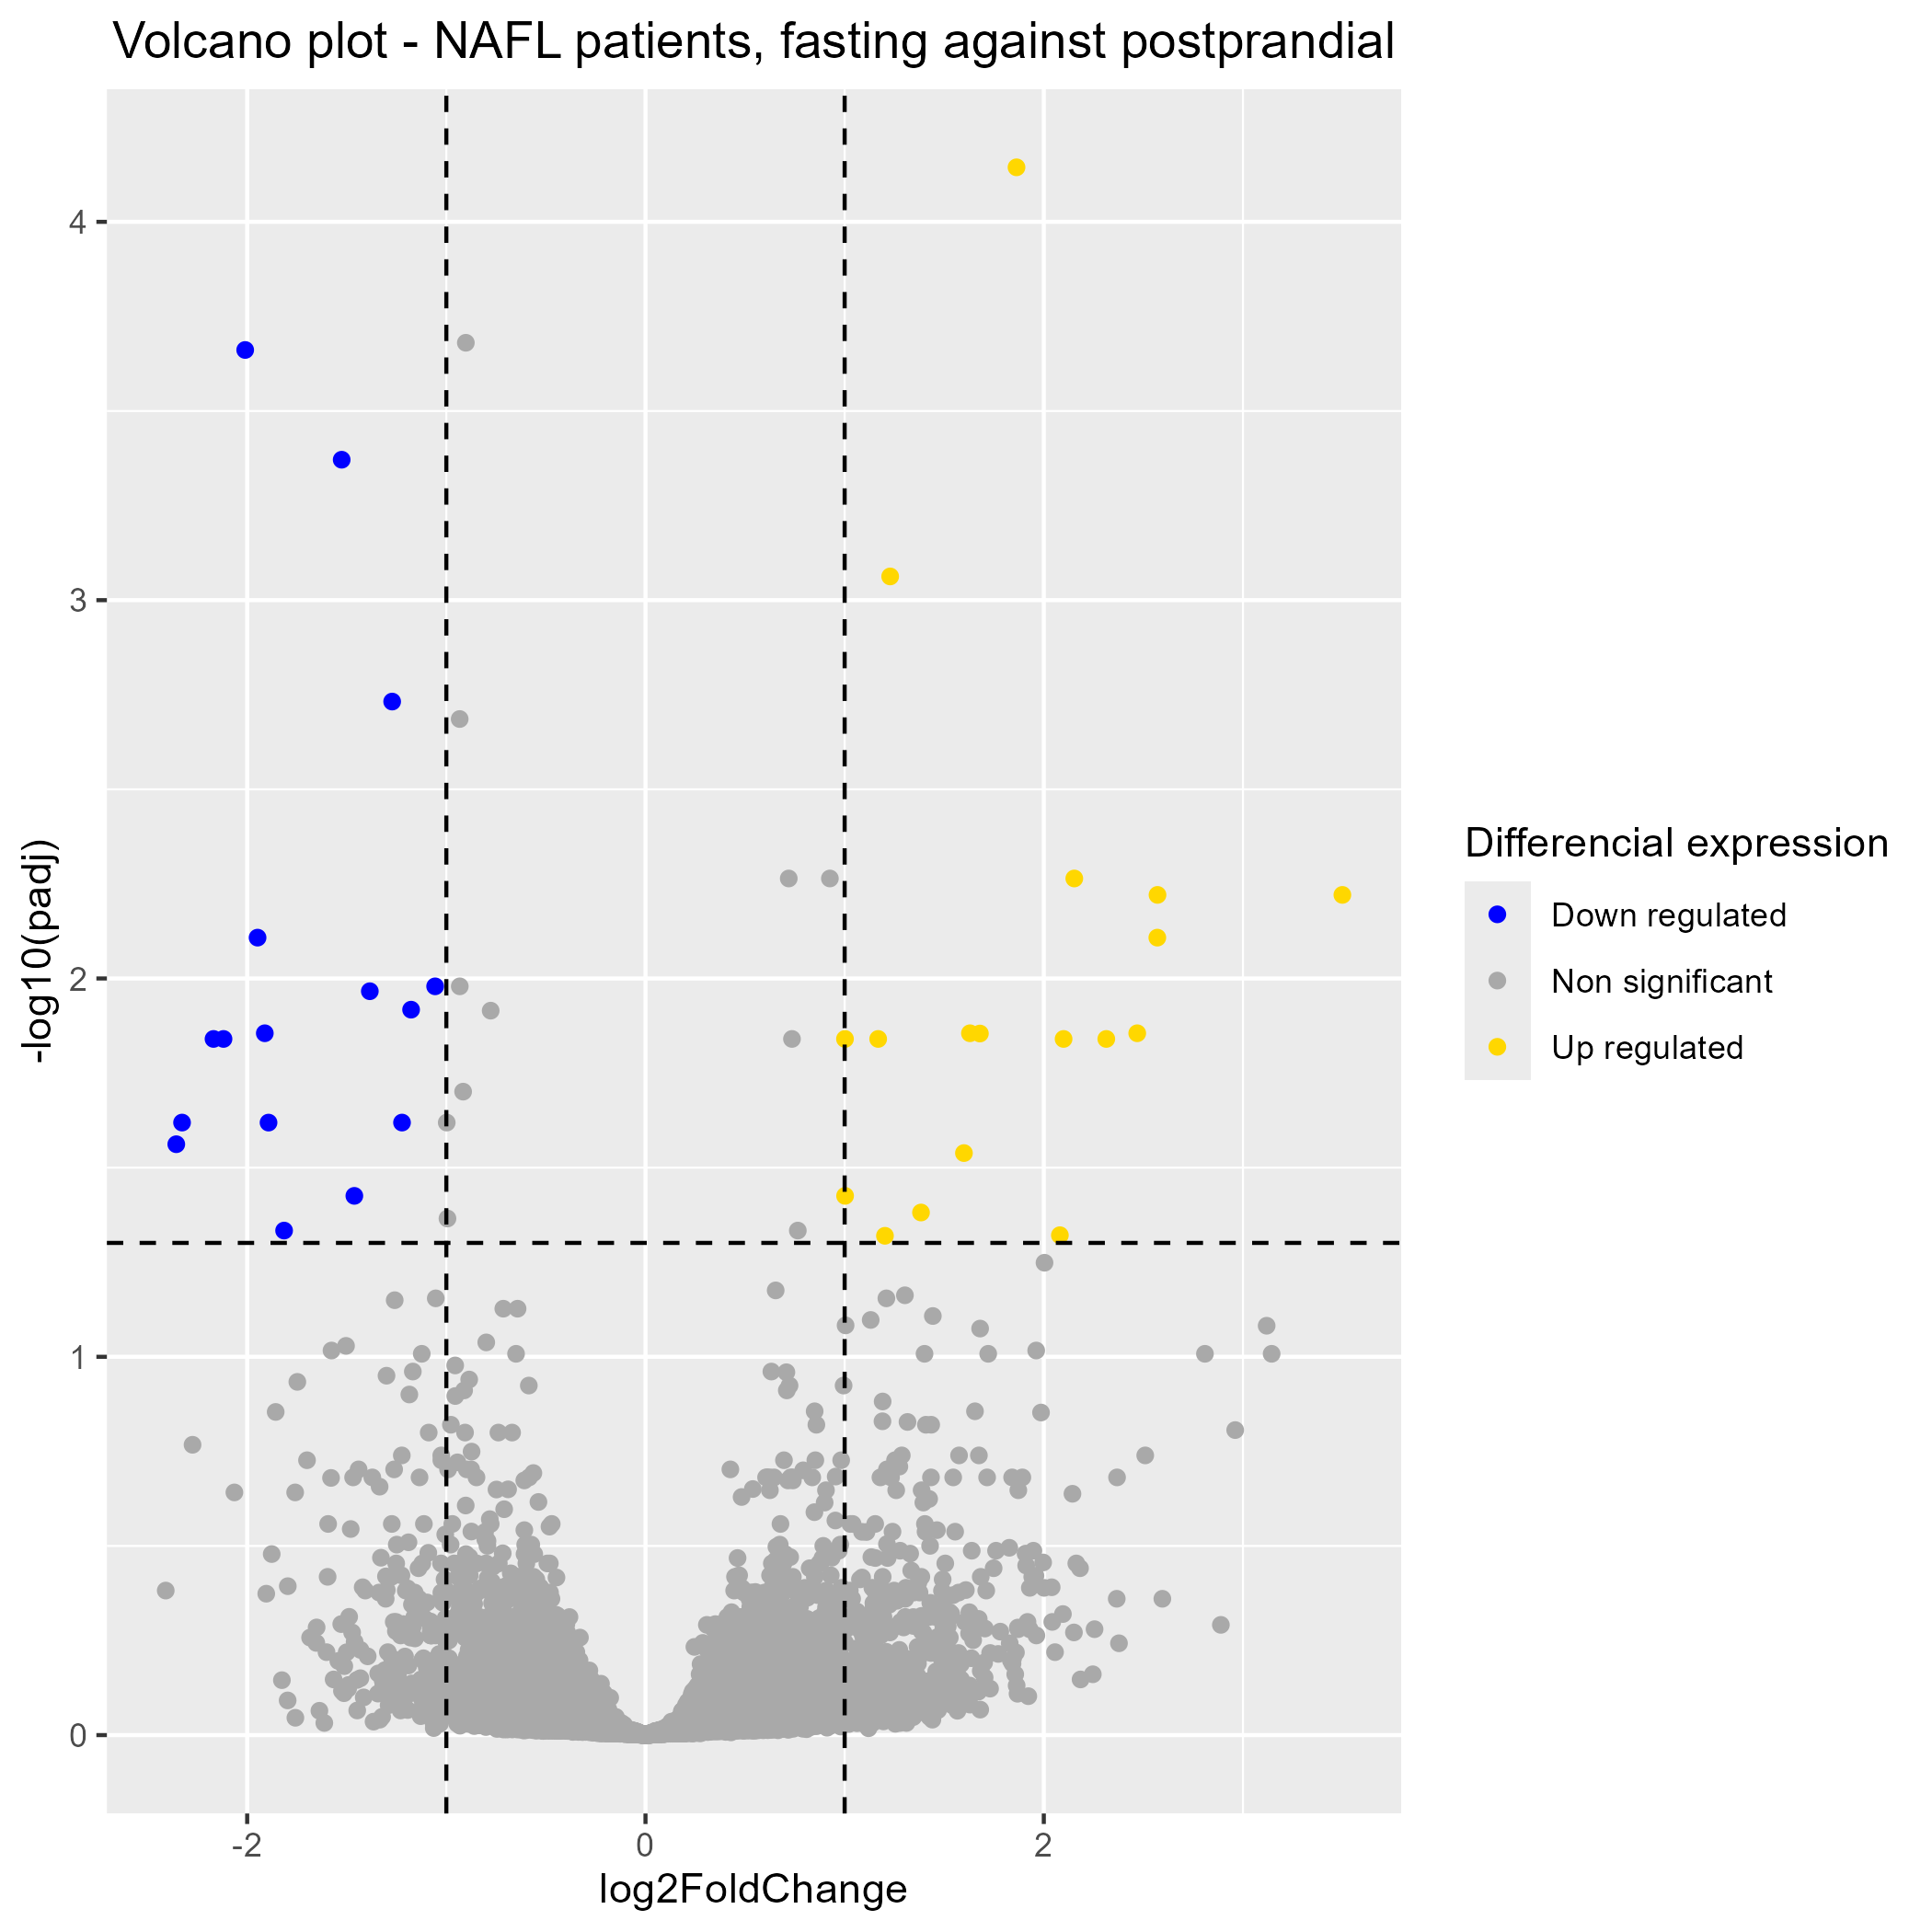 Volcano plot - NAFL patients, fasting against postprandial
4
3
2
1
0
-log10(padj)
-2
0
2
log2FoldChange
Differencial expression
Down regulated
Non significant
Up regulated